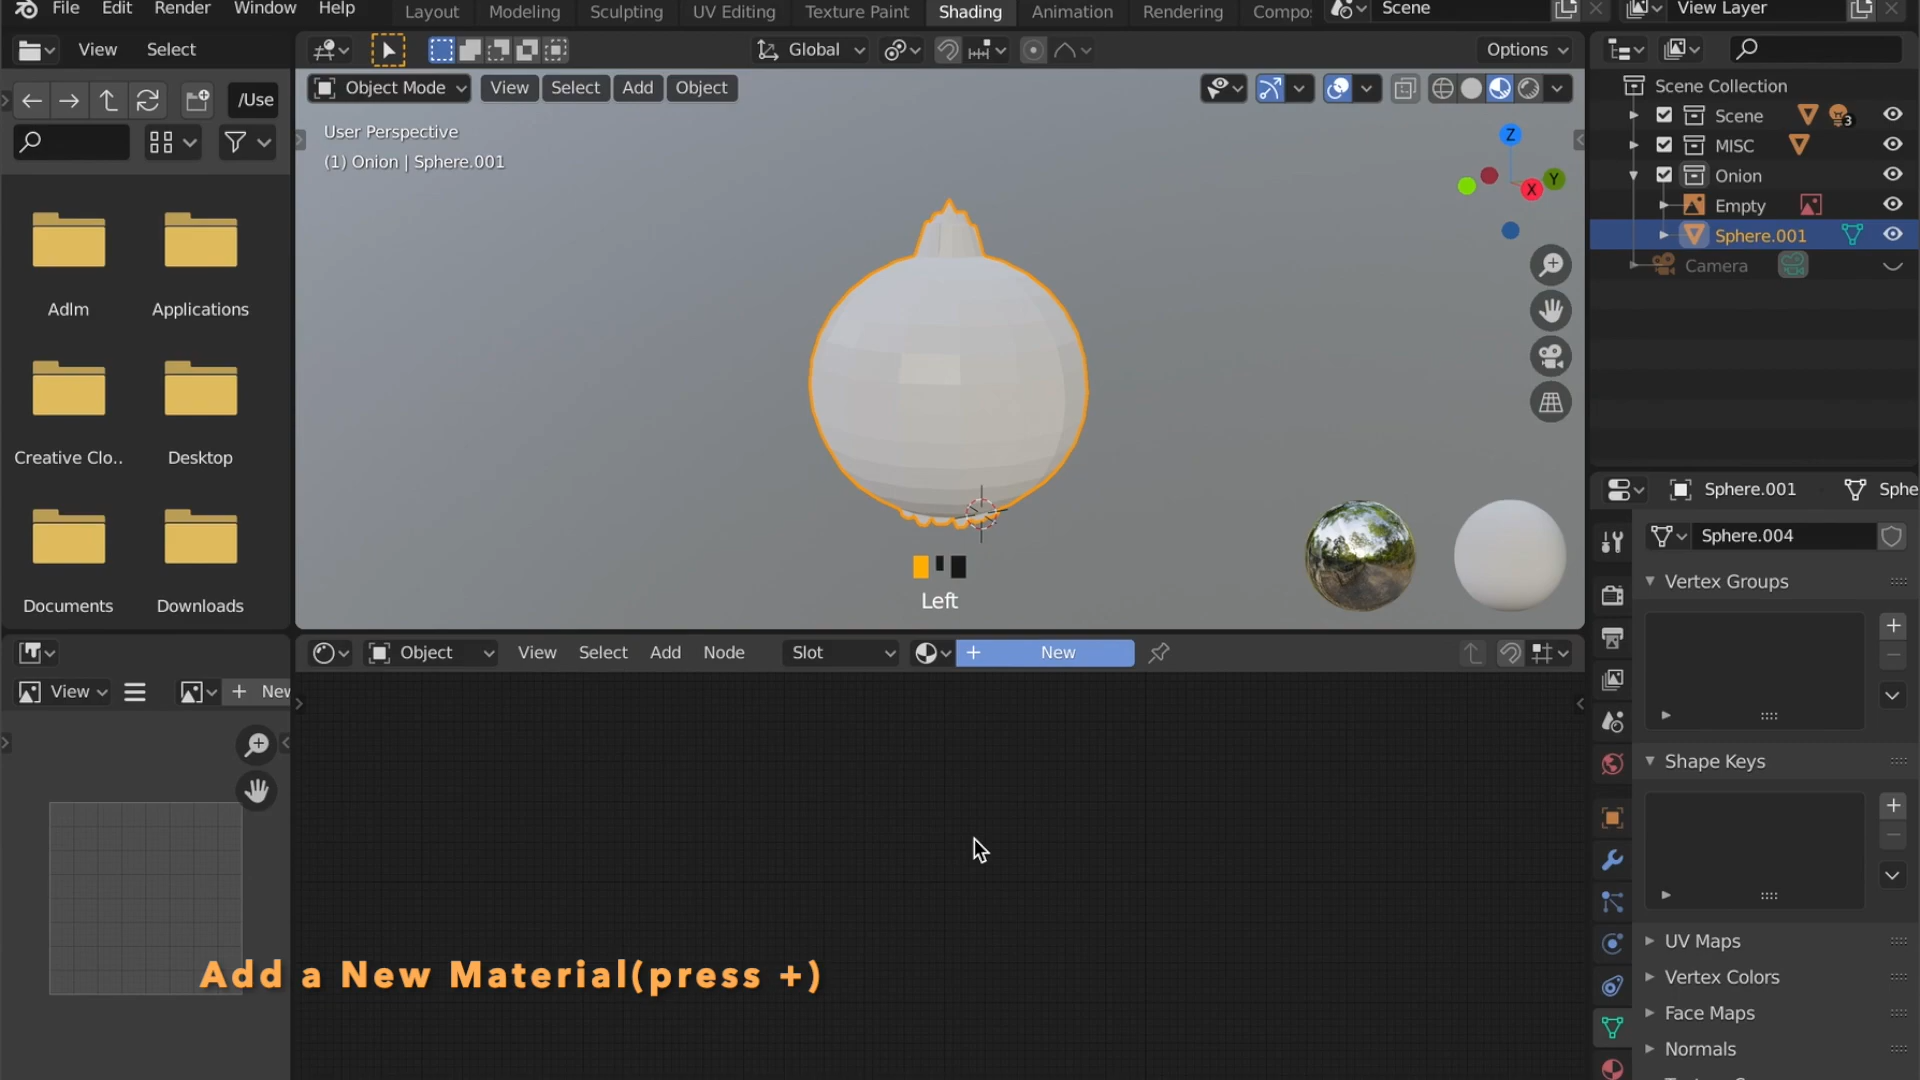 File Edit Render Window Help Layout Modeling Sculpting UV Editing Texture Paint Shading Animation Rendering Compo Scene View Layer
View Select Global Options
/Use Object Mode View Select Add Object
User Perspective
(1) Onion | Sphere.001
Z
Y
X
Scene Collection
Scene 3
MISC
Onion
Empty
Sphere.001
Camera
Adlm Applications
Creative Clo.. Desktop
Documents Downloads
Left
Sphere.001 Sphe
Sphere.004
Vertex Groups
Shape Keys
UV Maps
Vertex Colors
Face Maps
Normals
Object View Select Add Node Slot + New
View + New
Add a New Material(press +)